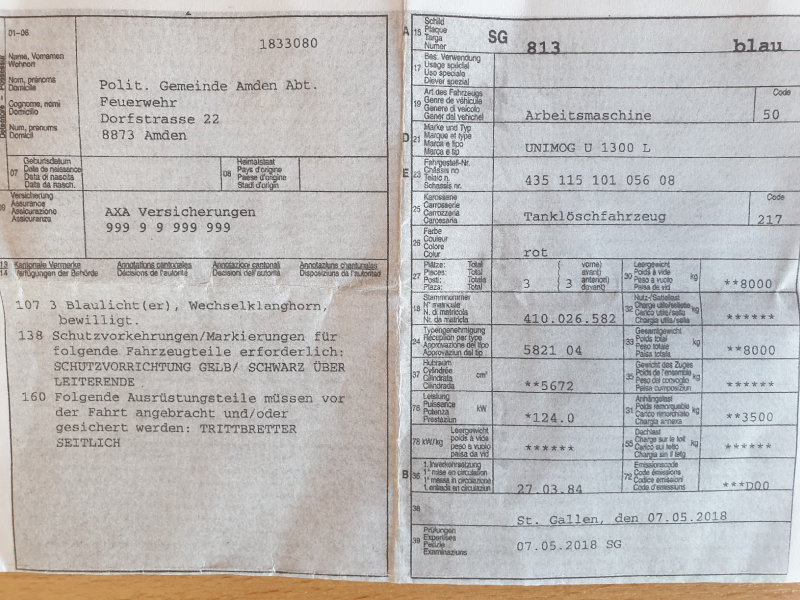 01-06
1833080
Name, Vornamen
Wohnort
Nom, prénoms
Domicile
Cognome, nomi
Domicilio
Num, prenums
Domicil
Polit. Gemeinde Amden Abt.
Feuerwehr
Dorfstrasse 22
8873 Amden
07
Geburtsdatum
Date de naissance
Data di nascita
Data da nasch.
08
Heimatstaat
Pays d'origine
Paese d'origine
Stadi d'origin
09
Versicherung
Assurance
Assicurazione
Assicuranza
AXA Versicherungen
999 9 9 999 999
13 Kantonale Vermerke Annotations cantonales Annotazioni cantonali Annotaziuns chantunalas
14 Verfügungen der Behörde Décisions de l'autorité Decisioni dell'autorità Disposiziuns da l'autoritad
107 3 Blaulicht(er), Wechselklanghorn,
bewilligt.
138 Schutzvorkehrungen/Markierungen für
folgende Fahrzeugteile erforderlich:
SCHUTZVORRICHTUNG GELB/ SCHWARZ ÜBER
LEITERENDE
160 Folgende Ausrüstungsteile müssen vor
der Fahrt angebracht und/oder
gesichert werden: TRITTBRETTER
SEITLICH
A 15
Schild
Plaque
Targa
Numer
SG 813 blau
17
Bes. Verwendung
Usage spécial
Uso speciale
Diever spezial
19
Art des Fahrzeugs
Genre de véhicule
Genere di veicolo
Gener dal vehichel
Arbeitsmaschine
Code
50
D 21
Marke und Typ
Marque et type
Marca e tipo
Marca e tip
UNIMOG U 1300 L
E 23
Fahrgestell-Nr.
Châssis no
Telaio n.
Schassis nr.
435 115 101 056 08
25
Karosserie
Carrosserie
Carrozzeria
Carossaria
Tanklöschfahrzeug
Code
217
26
Farbe
Couleur
Colore
Colur
rot
27
Plätze: Total
Places: Total
Posti: Totale
Plaza: Total
3
vorne)
avant)
anteriori)
davant)
3
30
Leergewicht
Poids à vide
Peso a vuoto
Paisa da vid
kg
**8000
18
Stammnummer
N° matricule
N. di matricola
Nr. da matricla
410.026.582
32
Nutz-/Sattellast
Charge utile/sellette
Carico utile/sella
Chargia utila/sella
kg
******
24
Typengenehmigung
Réception par type
Approvazione del tipo
Approvaziun dal tip
5821 04
33
Gesamtgewicht
Poids total
Peso totale
Paisa totala
kg
**8000
37
Hubraum
Cylindrée
Cilindrata
Cilindrada
cm³
**5672
35
Gewicht des Zuges
Poids de l'ensemble
Peso del convoglio
Paisa cumposiziun
kg
******
76
Leistung
Puissance
Potenza
Prestaziun
kW
*124.0
31
Anhängelast
Poids remorquable
Carico rimorchiato
Chargia annexa
kg
**3500
78 kW/kg
Leergewicht
poids à vide
peso a vuoto
paisa da vid
******
55
Dachlast
Charge sur le toit
Carico sul tetto
Chargia sin il tetg
kg
******
B 36
1. Inverkehrsetzung
1re mise en circulation
1a messa in circolazione
1. entrada en circulaziun
27.03.84
72
Emissionscode
Code émissions
Codice emissioni
Code d'emissiuns
***D00
38
St. Gallen, den 07.05.2018
39
Prüfungen
Expertises
Perizie
Examinaziuns
07.05.2018 SG